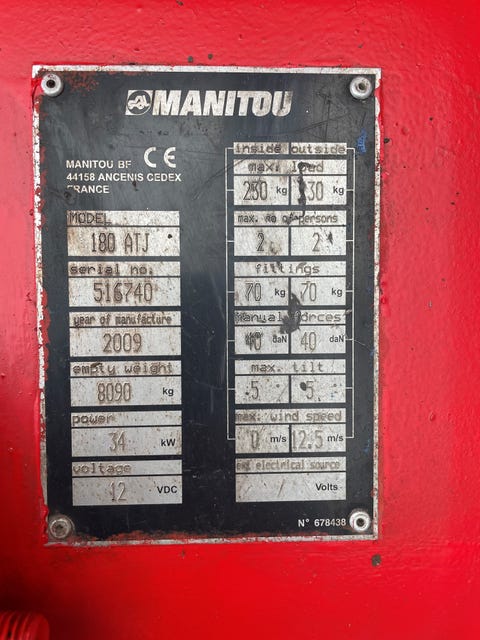 MANITOU
MANITOU BF CE
44158 ANCENIS CEDEX
FRANCE
MODEL
180 ATJ
serial no.
516740
year of manufacture
2009
empty weight
8090 kg
power
34 kW
voltage
12 VDC
inside outside
max. load
230 kg 230 kg
max. no of persons
2 2
fittings
70 kg 70 kg
Manual forces
40 daN 40 daN
max. tilt
5 5
max. wind speed
0 m/s 12.5 m/s
ext electrical source
/ Volts
N° 678438